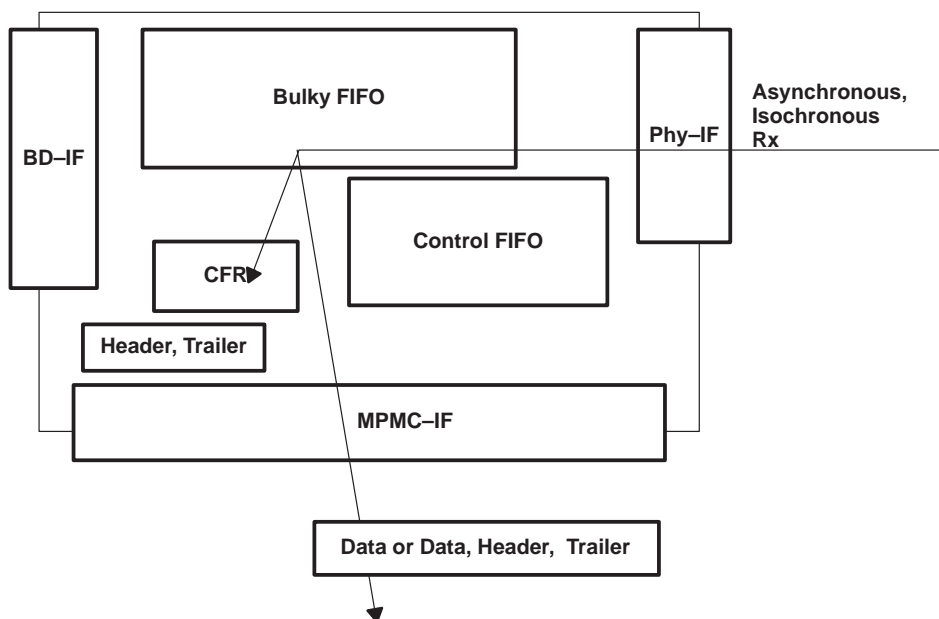 Bulky FIFO
Asynchronous,
Isochronous
Rx
BD–IF
Phy–IF
Control FIFO
CFR
Header, Trailer
MPMC–IF
Data or Data, Header, Trailer